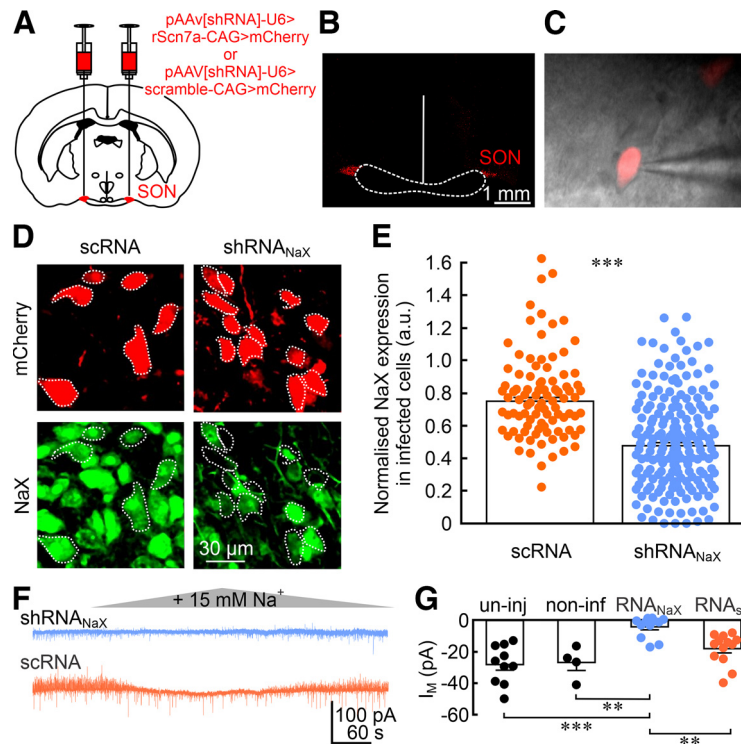 A
pAAv[shRNA]-U6>
rScn7a-CAG>mCherry
or
pAAV[shRNA]-U6>
scramble-CAG>mCherry
SON
B
SON
1 mm
C
D
scRNA
shRNANaX
mCherry
NaX
30 µm
E
***
Normalised NaX expression
in infected cells (a.u.)
1.6
1.4
1.2
1.0
0.8
0.6
0.4
0.2
0
scRNA
shRNANaX
F
+ 15 mM Na+
shRNANaX
scRNA
100 pA
60 s
G
un-inj
non-inf
RNANaX
RNAs
IM (pA)
0
-20
-40
-60
**
***
**